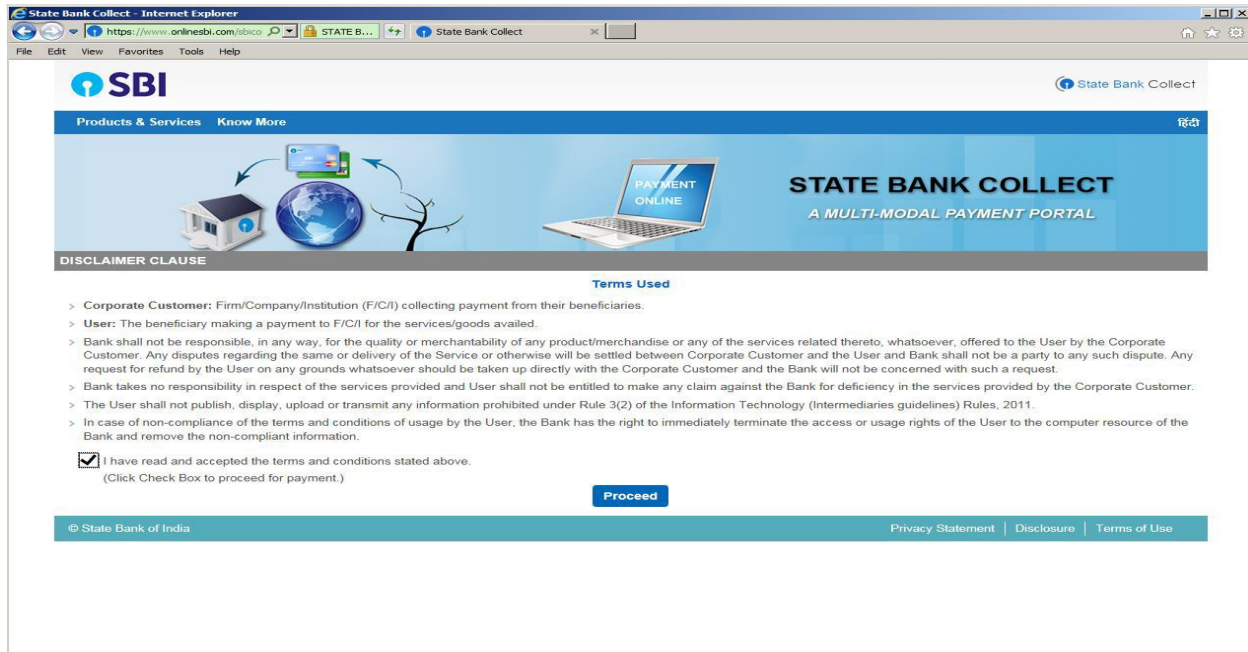 State Bank Collect - Internet Explorer
https://www.onlinesbi.com/sbico STATE B... State Bank Collect
File Edit View Favorites Tools Help
SBI State Bank Collect
Products & Services Know More हिंदी
PAYMENT
ONLINE
STATE BANK COLLECT
A MULTI-MODAL PAYMENT PORTAL
DISCLAIMER CLAUSE
Terms Used
> Corporate Customer: Firm/Company/Institution (F/C/I) collecting payment from their beneficiaries.
> User: The beneficiary making a payment to F/C/I for the services/goods availed.
> Bank shall not be responsible, in any way, for the quality or merchantability of any product/merchandise or any of the services related thereto, whatsoever, offered to the User by the Corporate
Customer. Any disputes regarding the same or delivery of the Service or otherwise will be settled between Corporate Customer and the User and Bank shall not be a party to any such dispute. Any
request for refund by the User on any grounds whatsoever should be taken up directly with the Corporate Customer and the Bank will not be concerned with such a request.
> Bank takes no responsibility in respect of the services provided and User shall not be entitled to make any claim against the Bank for deficiency in the services provided by the Corporate Customer.
> The User shall not publish, display, upload or transmit any information prohibited under Rule 3(2) of the Information Technology (Intermediaries guidelines) Rules, 2011.
> In case of non-compliance of the terms and conditions of usage by the User, the Bank has the right to immediately terminate the access or usage rights of the User to the computer resource of the
Bank and remove the non-compliant information.
I have read and accepted the terms and conditions stated above.
(Click Check Box to proceed for payment.)
Proceed
© State Bank of India Privacy Statement | Disclosure | Terms of Use